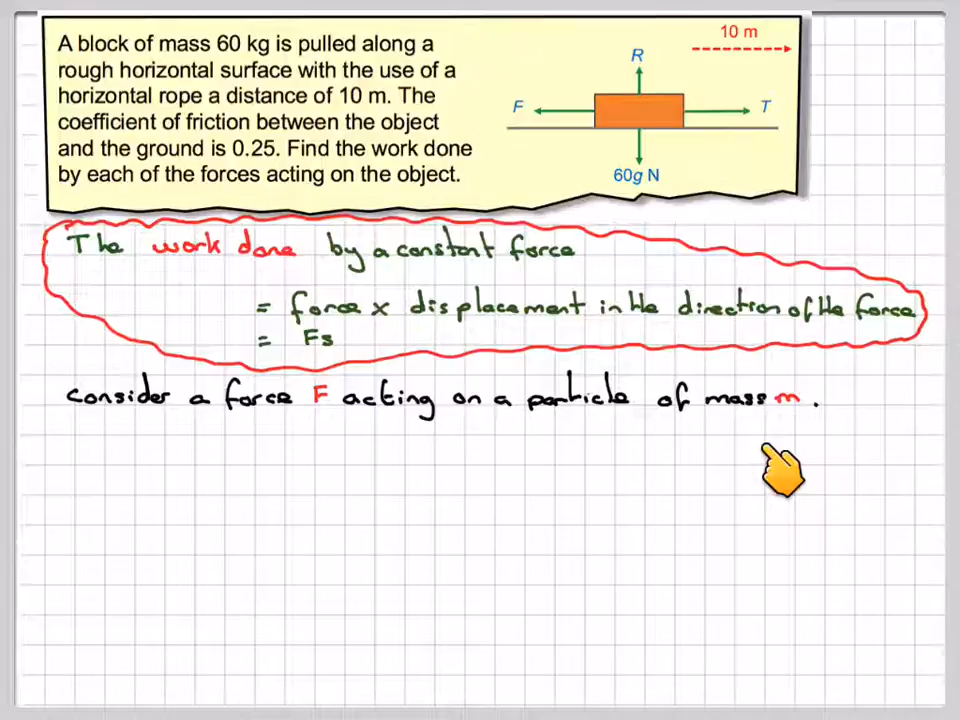 A block of mass 60 kg is pulled along a
rough horizontal surface with the use of a
horizontal rope a distance of 10 m. The
coefficient of friction between the object
and the ground is 0.25. Find the work done
by each of the forces acting on the object.
10 m
R
F
T
60g N
The work done by a constant force
= force × displacement in the direction of the force
= Fs
Consider a force F acting on a particle of mass m.